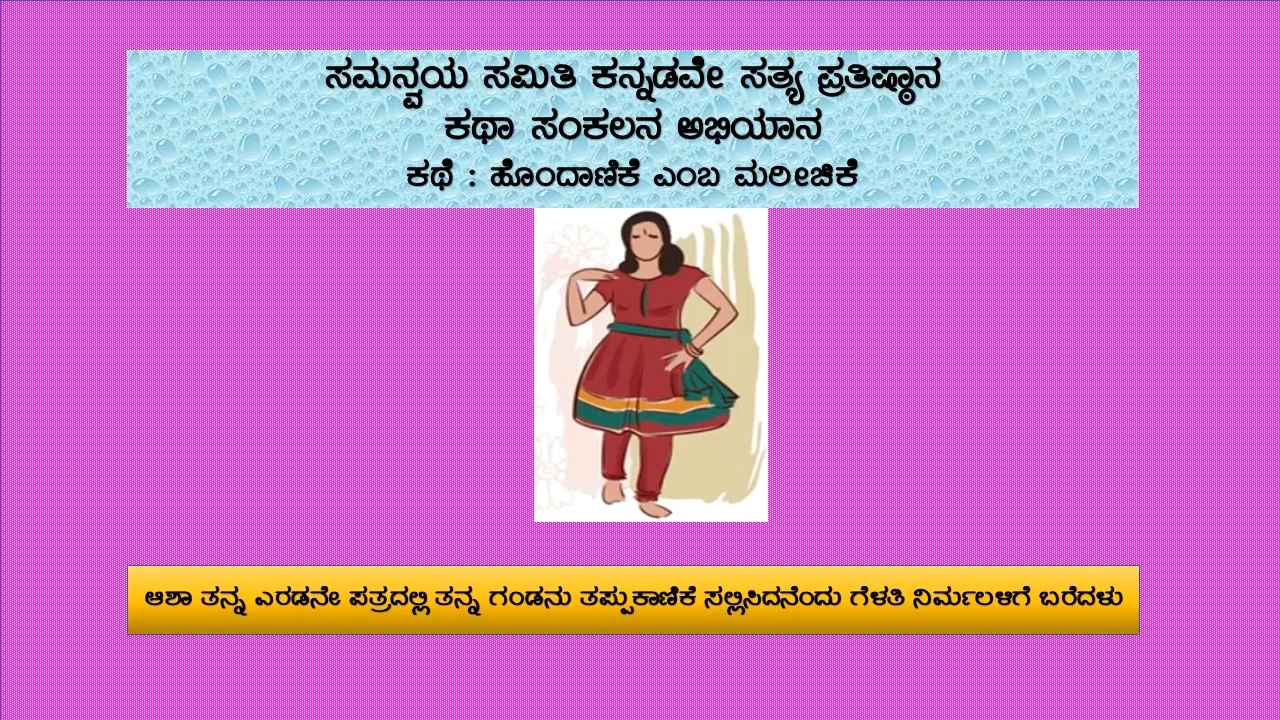 ಸಮನ್ವಯ ಸಮಿತಿ ಕನ್ನಡವೇ ಸತ್ಯ ಪ್ರತಿಷ್ಠಾನ
ಕಥಾ ಸಂಕಲನ ಅಭಿಯಾನ
ಕಥೆ : ಹೊಂದಾಣಿಕೆ ಎಂಬ ಮರೀಚಿಕೆ
ಆಶಾ ತನ್ನ ಎರಡನೇ ಪತ್ರದಲ್ಲಿ ತನ್ನ ಗಂಡನು ತಪ್ಪುಕಾಣಿಕೆ ಸಲ್ಲಿಸಿದನೆಂದು ಗೆಳತಿ ನಿರ್ಮಲಳಿಗೆ ಬರೆದಳು